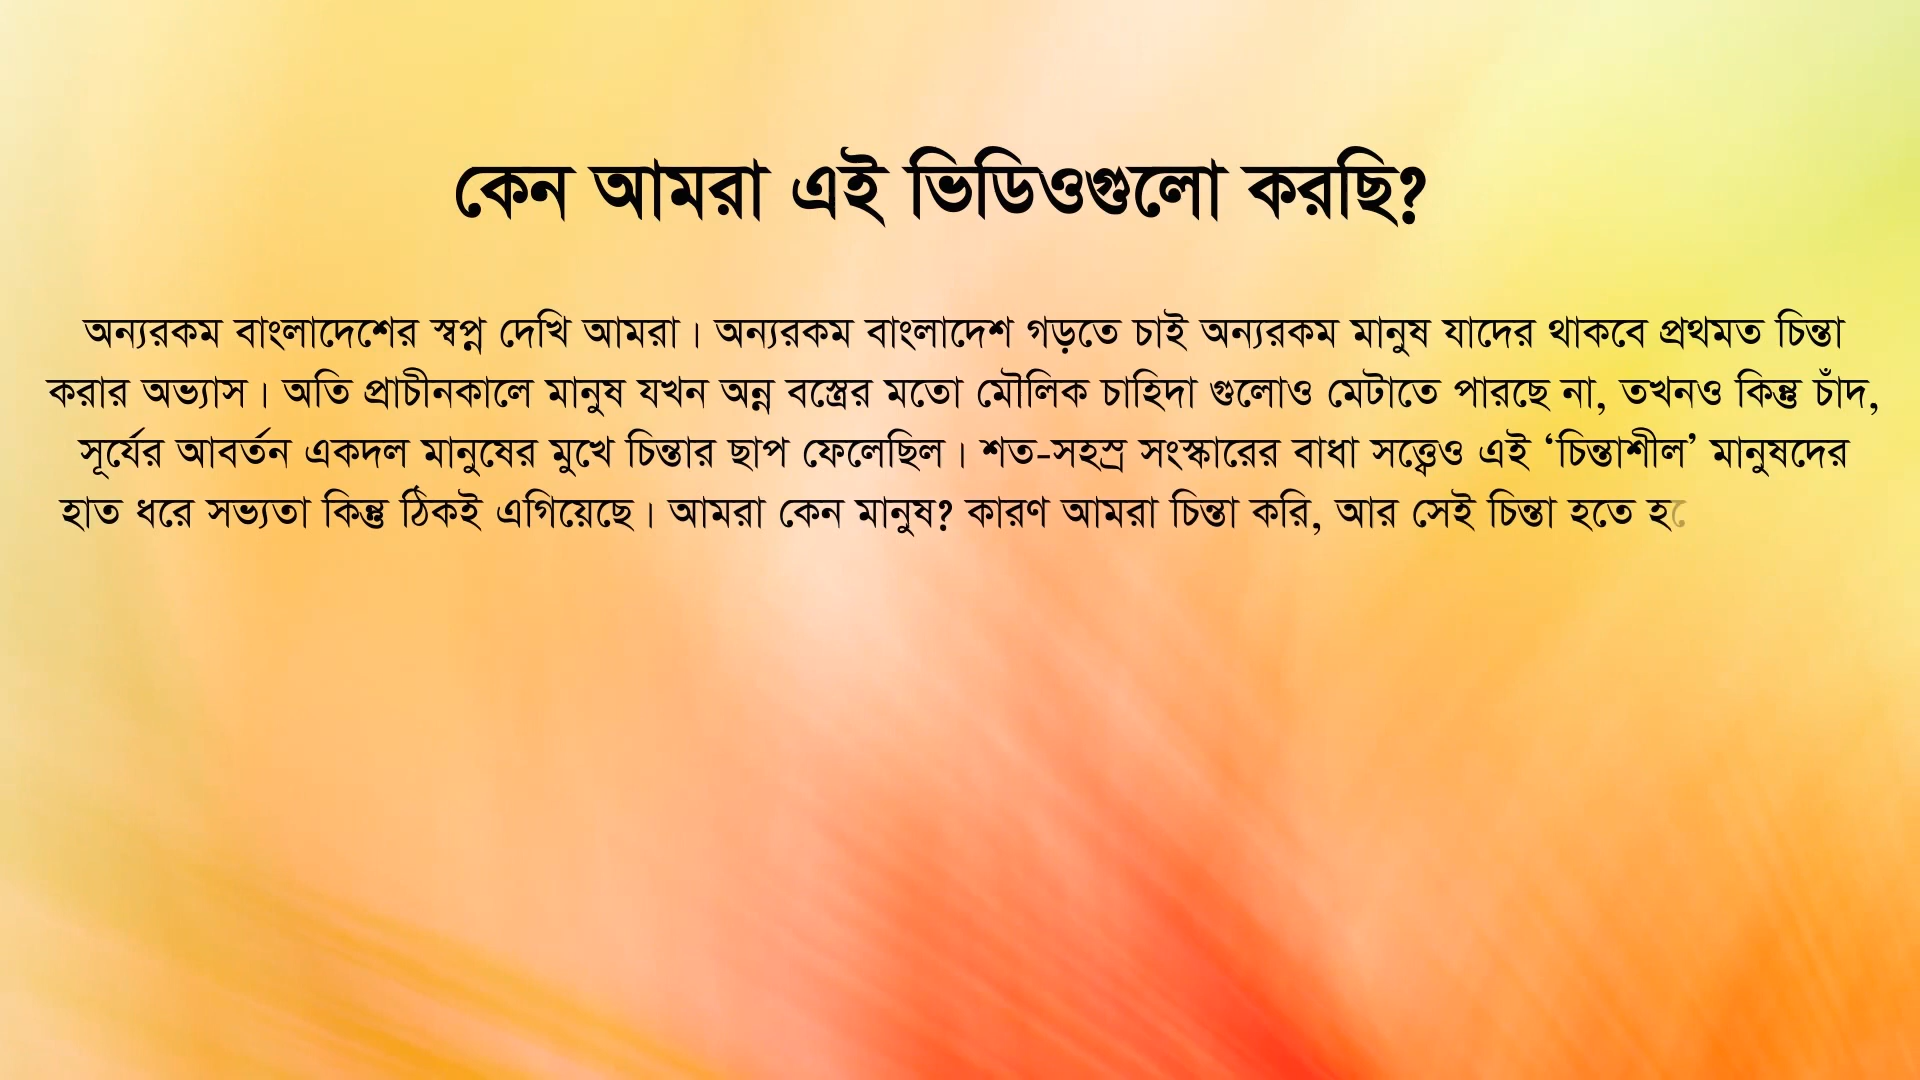 কেন আমরা এই ভিডিওগুলো করছি?
অন্যরকম বাংলাদেশের স্বপ্ন দেখি আমরা। অন্যরকম বাংলাদেশ গড়তে চাই অন্যরকম মানুষ যাদের থাকবে প্রথমত চিন্তা
করার অভ্যাস। অতি প্রাচীনকালে মানুষ যখন অন্ন বস্ত্রের মতো মৌলিক চাহিদা গুলোও মেটাতে পারছে না, তখনও কিন্তু চাঁদ,
সূর্যের আবর্তন একদল মানুষের মুখে চিন্তার ছাপ ফেলেছিল। শত-সহস্র সংস্কারের বাধা সত্ত্বেও এই ‘চিন্তাশীল’ মানুষদের
হাত ধরে সভ্যতা কিন্তু ঠিকই এগিয়েছে। আমরা কেন মানুষ? কারণ আমরা চিন্তা করি, আর সেই চিন্তা হতে